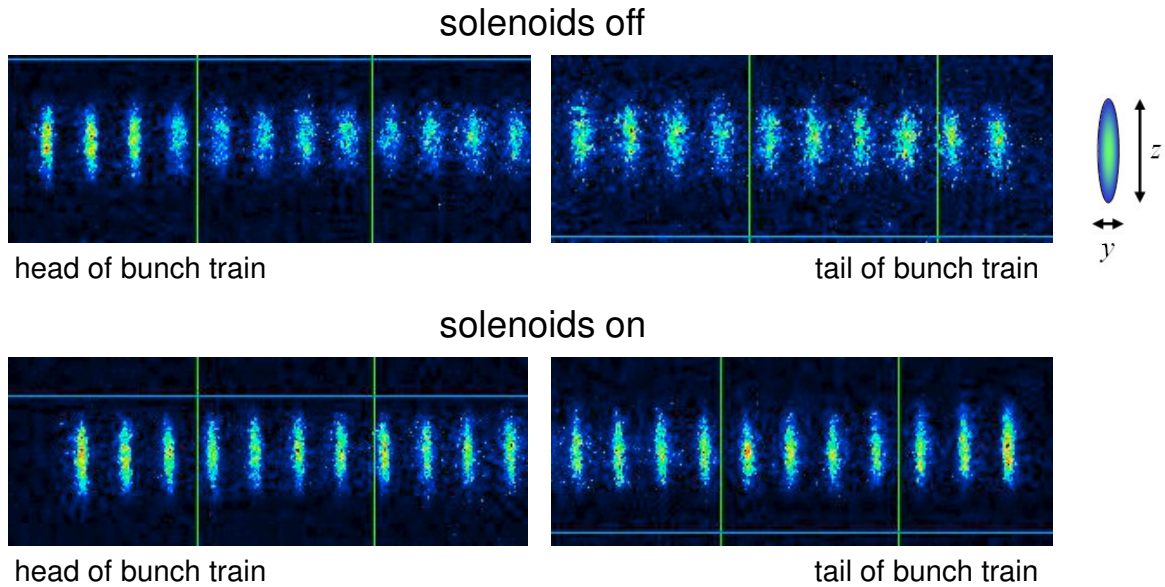 solenoids off
z
y
head of bunch train
tail of bunch train
solenoids on
head of bunch train
tail of bunch train